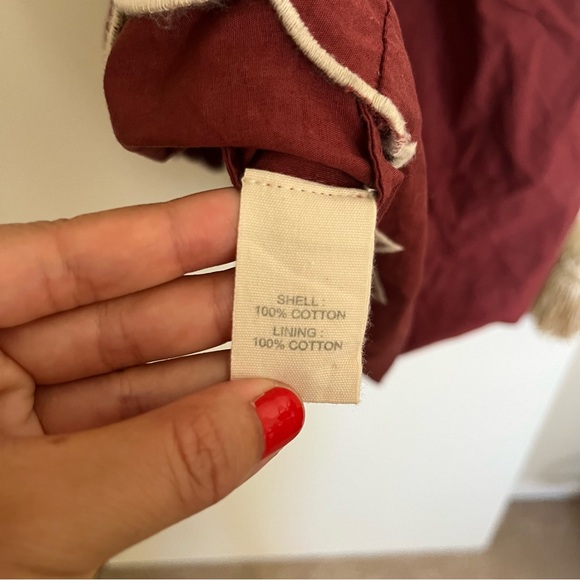 SHELL :
100% COTTON
LINING :
100% COTTON